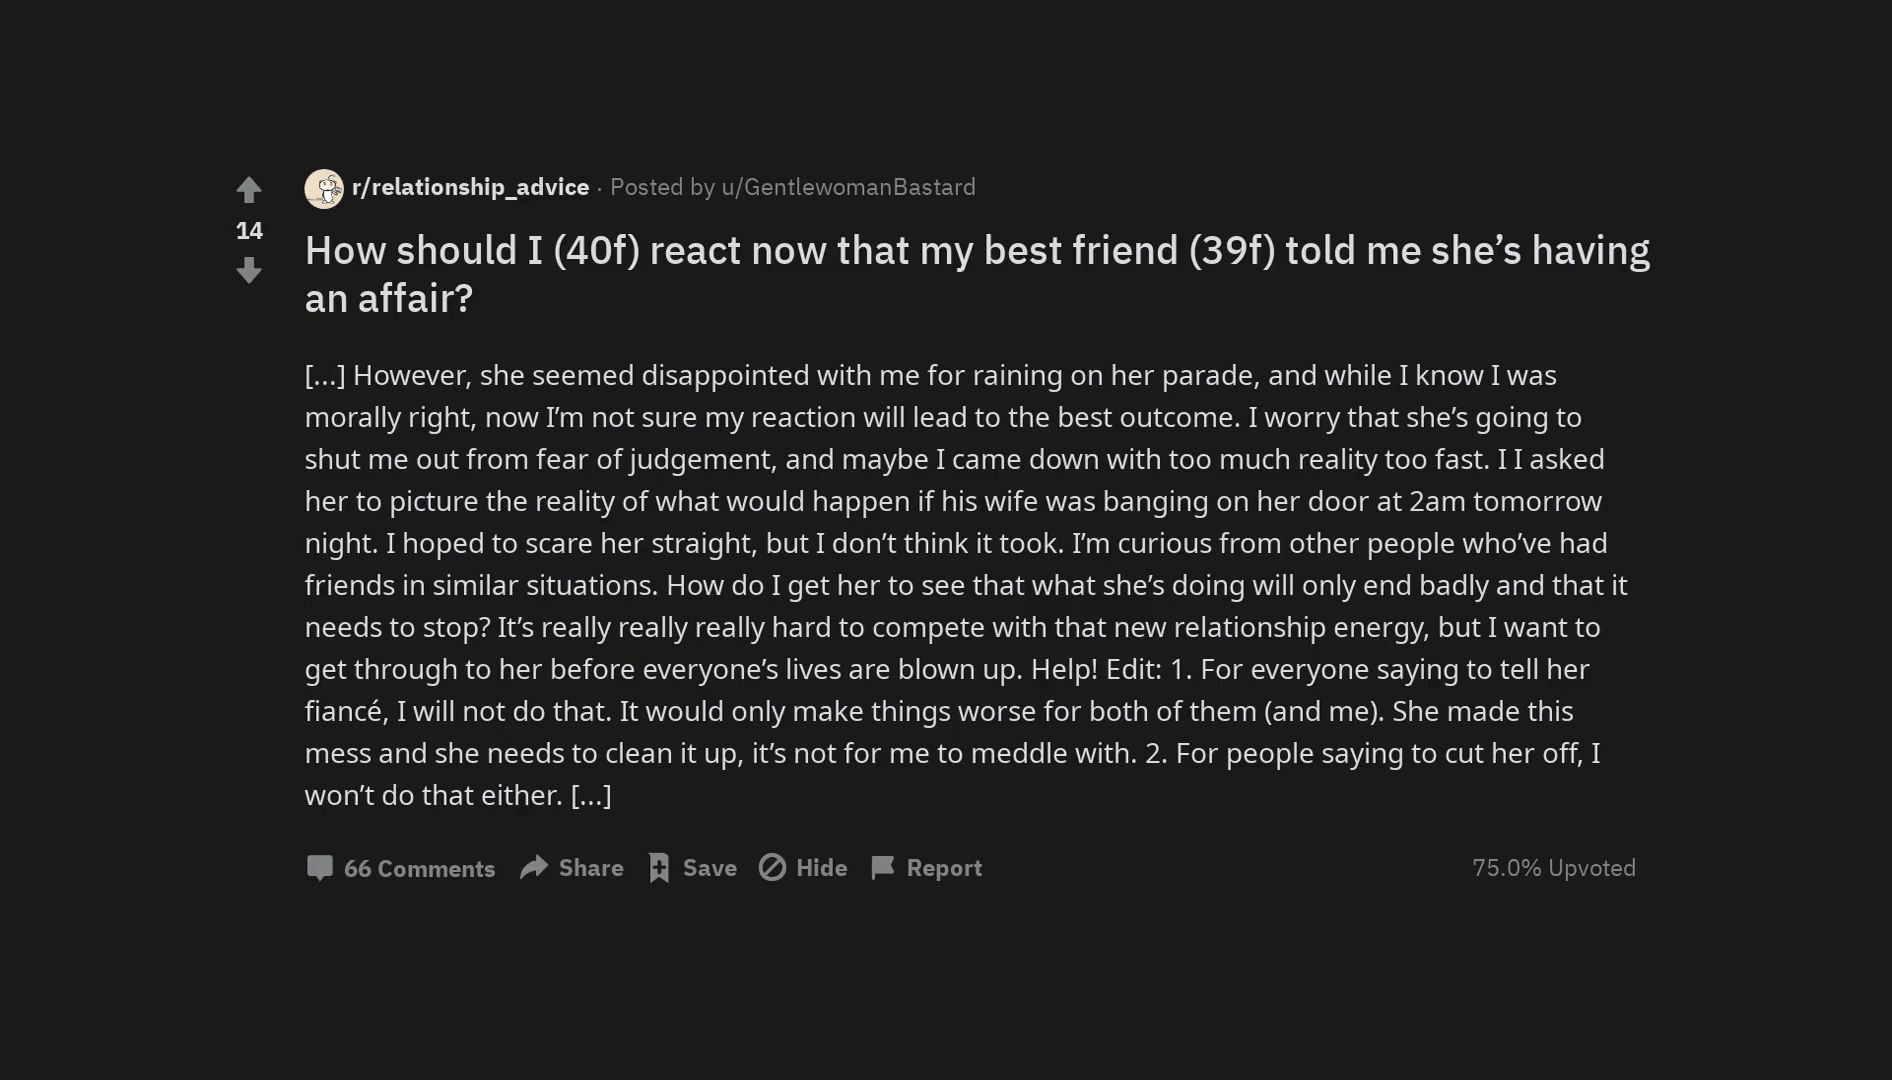 r/relationship_advice · Posted by u/GentlewomanBastard
14
How should I (40f) react now that my best friend (39f) told me she’s having
an affair?
[...] However, she seemed disappointed with me for raining on her parade, and while I know I was
morally right, now I’m not sure my reaction will lead to the best outcome. I worry that she’s going to
shut me out from fear of judgement, and maybe I came down with too much reality too fast. I I asked
her to picture the reality of what would happen if his wife was banging on her door at 2am tomorrow
night. I hoped to scare her straight, but I don’t think it took. I’m curious from other people who’ve had
friends in similar situations. How do I get her to see that what she’s doing will only end badly and that it
needs to stop? It’s really really really hard to compete with that new relationship energy, but I want to
get through to her before everyone’s lives are blown up. Help! Edit: 1. For everyone saying to tell her
fiancé, I will not do that. It would only make things worse for both of them (and me). She made this
mess and she needs to clean it up, it’s not for me to meddle with. 2. For people saying to cut her off, I
won’t do that either. [...]
66 Comments Share Save Hide Report 75.0% Upvoted